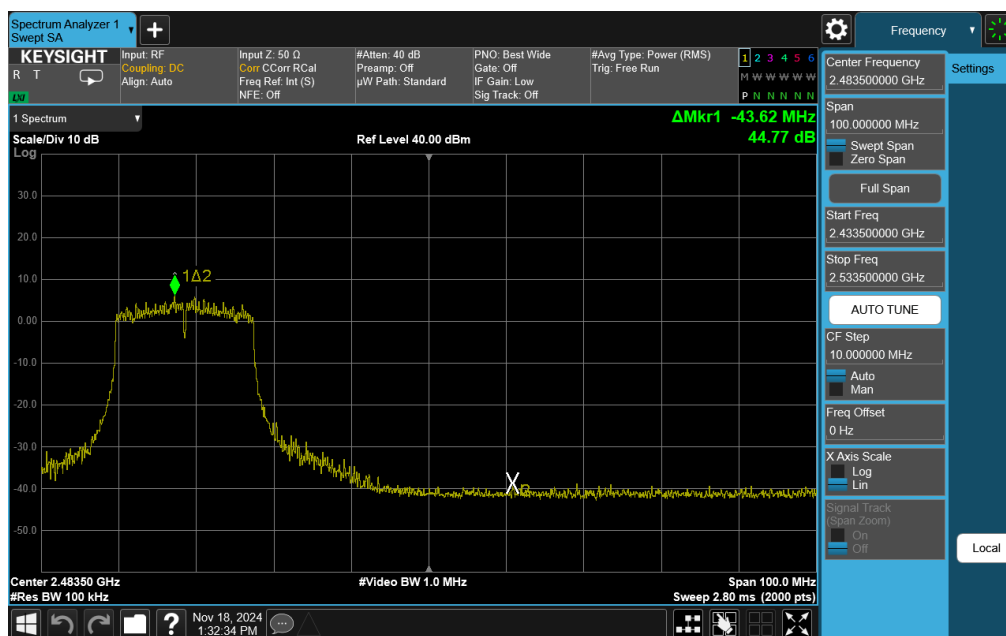 Spectrum Analyzer 1
Swept SA
+
Frequency
KEYSIGHT
R T
LXI
Input: RF
Coupling: DC
Align: Auto
Input Z: 50 Ω
Corr CCorr RCal
Freq Ref: Int (S)
NFE: Off
#Atten: 40 dB
Preamp: Off
µW Path: Standard
PNO: Best Wide
Gate: Off
IF Gain: Low
Sig Track: Off
#Avg Type: Power (RMS)
Trig: Free Run
1 2 3 4 5 6
M W W W W W
P N N N N N
1 Spectrum
ΔMkr1 -43.62 MHz
44.77 dB
Scale/Div 10 dB
Ref Level 40.00 dBm
Log
30.0
20.0
10.0
0.00
-10.0
-20.0
-30.0
-40.0
-50.0
1Δ2
X
Center 2.48350 GHz
#Video BW 1.0 MHz
Span 100.0 MHz
#Res BW 100 kHz
Sweep 2.80 ms (2000 pts)
Center Frequency
2.483500000 GHz
Settings
Span
100.000000 MHz
Swept Span
Zero Span
Full Span
Start Freq
2.433500000 GHz
Stop Freq
2.533500000 GHz
AUTO TUNE
CF Step
10.000000 MHz
Auto
Man
Freq Offset
0 Hz
X Axis Scale
Log
Lin
Signal Track
(Span Zoom)
On
Off
Local
?
Nov 18, 2024
1:32:34 PM